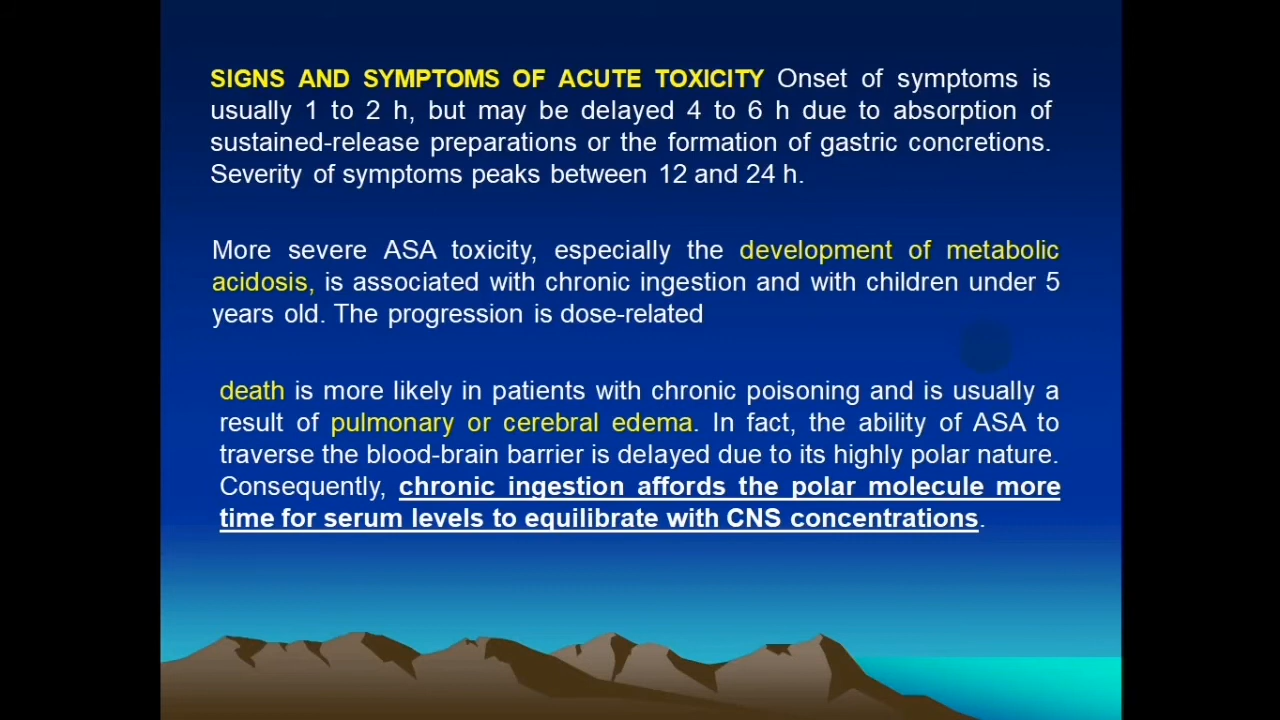 SIGNS AND SYMPTOMS OF ACUTE TOXICITY Onset of symptoms is
usually 1 to 2 h, but may be delayed 4 to 6 h due to absorption of
sustained-release preparations or the formation of gastric concretions.
Severity of symptoms peaks between 12 and 24 h.
More severe ASA toxicity, especially the development of metabolic
acidosis, is associated with chronic ingestion and with children under 5
years old. The progression is dose-related
death is more likely in patients with chronic poisoning and is usually a
result of pulmonary or cerebral edema. In fact, the ability of ASA to
traverse the blood-brain barrier is delayed due to its highly polar nature.
Consequently, chronic ingestion affords the polar molecule more
time for serum levels to equilibrate with CNS concentrations.